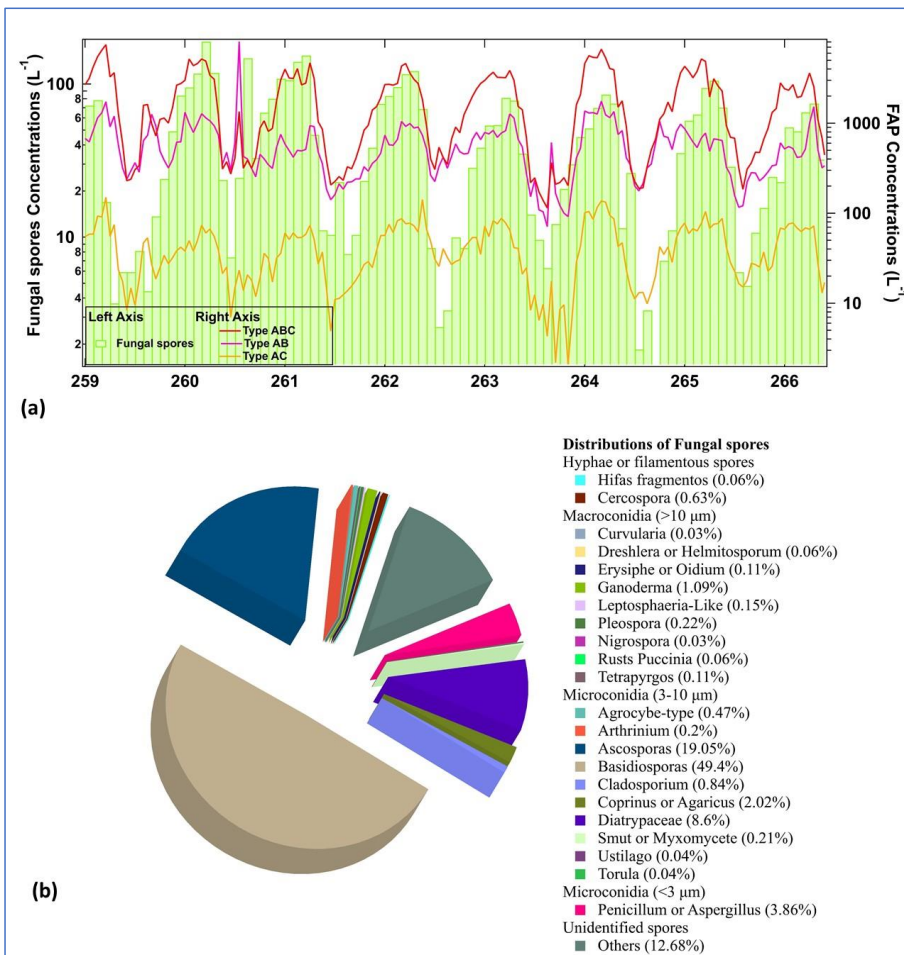 100
8
6
4
2
10
8
6
4
2
Fungal spores Concentrations (L⁻¹)
1000
100
10
FAP Concentrations (L⁻¹)
Left Axis
Right Axis
Fungal spores
Type ABC
Type AB
Type AC
259 260 261 262 263 264 265 266
(a)
Distributions of Fungal spores
Hyphae or filamentous spores
Hifas fragmentos (0.06%)
Cercospora (0.63%)
Macroconidia (>10 μm)
Curvularia (0.03%)
Dreshlera or Helmitosporum (0.06%)
Erysiphe or Oidium (0.11%)
Ganoderma (1.09%)
Leptosphaeria-Like (0.15%)
Pleospora (0.22%)
Nigrospora (0.03%)
Rusts Puccinia (0.06%)
Tetrapyrgos (0.11%)
Microconidia (3-10 μm)
Agrocybe-type (0.47%)
Arthrinium (0.2%)
Ascosporas (19.05%)
Basidiosporas (49.4%)
Cladosporium (0.84%)
Coprinus or Agaricus (2.02%)
Diatrypaceae (8.6%)
Smut or Myxomycete (0.21%)
Ustilago (0.04%)
Torula (0.04%)
Microconidia (<3 μm)
Penicillum or Aspergillus (3.86%)
Unidentified spores
Others (12.68%)
(b)